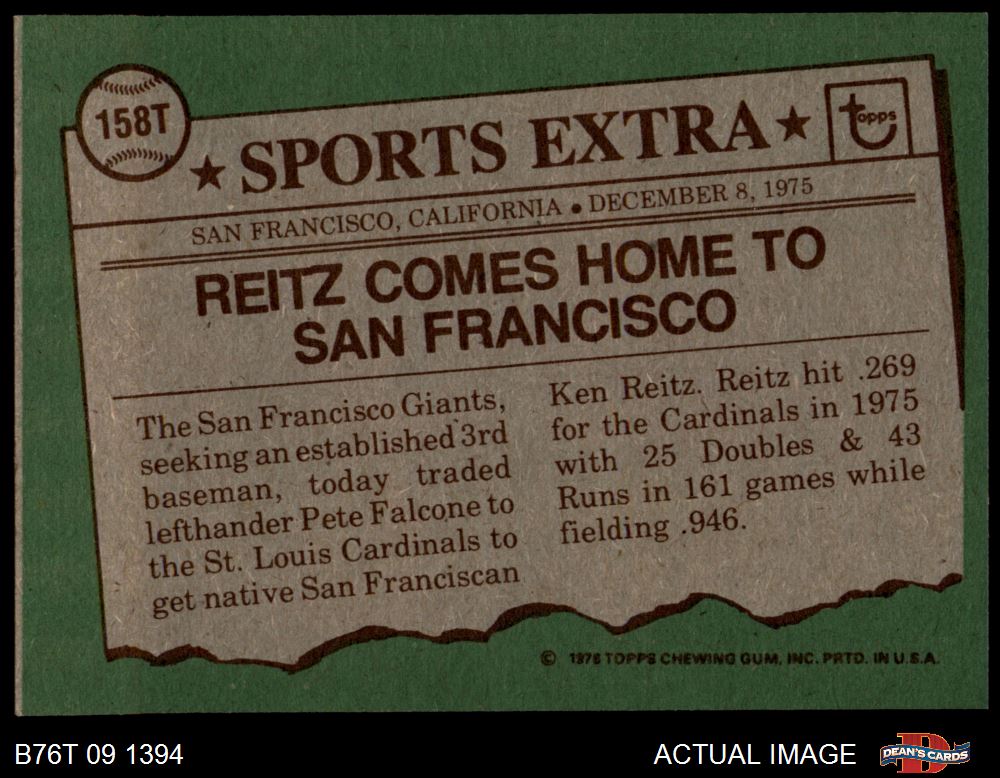 158T
★ SPORTS EXTRA ★
topps
SAN FRANCISCO, CALIFORNIA • DECEMBER 8, 1975
REITZ COMES HOME TO
SAN FRANCISCO
The San Francisco Giants,
seeking an established 3rd
baseman, today traded
lefthander Pete Falcone to
the St. Louis Cardinals to
get native San Franciscan
Ken Reitz. Reitz hit .269
for the Cardinals in 1975
with 25 Doubles & 43
Runs in 161 games while
fielding .946.
© 1976 TOPPS CHEWING GUM, INC. PRTD. IN U.S.A.
B76T 09 1394
ACTUAL IMAGE
DEAN'S CARDS